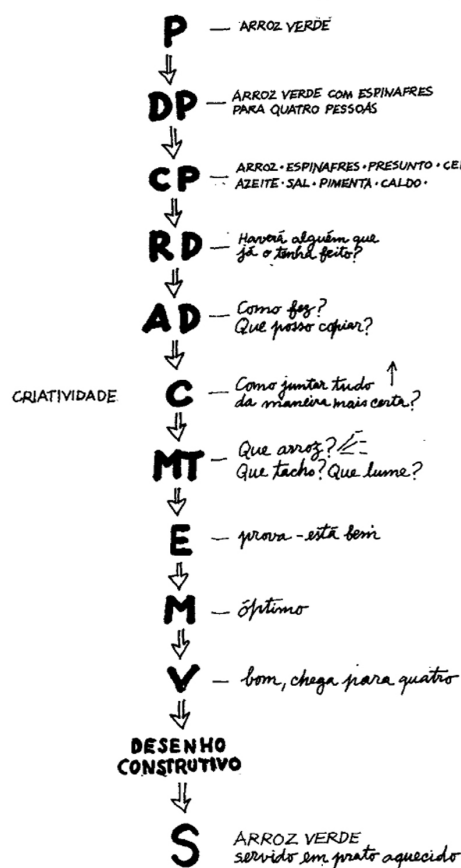 P — ARROZ VERDE
DP — ARROZ VERDE COM ESPINAFRES
PARA QUATRO PESSOAS
CP — ARROZ · ESPINAFRES · PRESUNTO ·
AZEITE · SAL · PIMENTA · CALDO ·
RD — Haverá alguém que
já o tenha feito?
AD — Como fez?
Que posso copiar?
CRIATIVIDADE C — Como juntar tudo
da maneira mais certa?
MT — Que arroz?
Que tacho? Que lume?
E — prova - está bem
M — óptimo
V — bom, chega para quatro
DESENHO
CONSTRUTIVO
S ARROZ VERDE
servido em prato aquecido